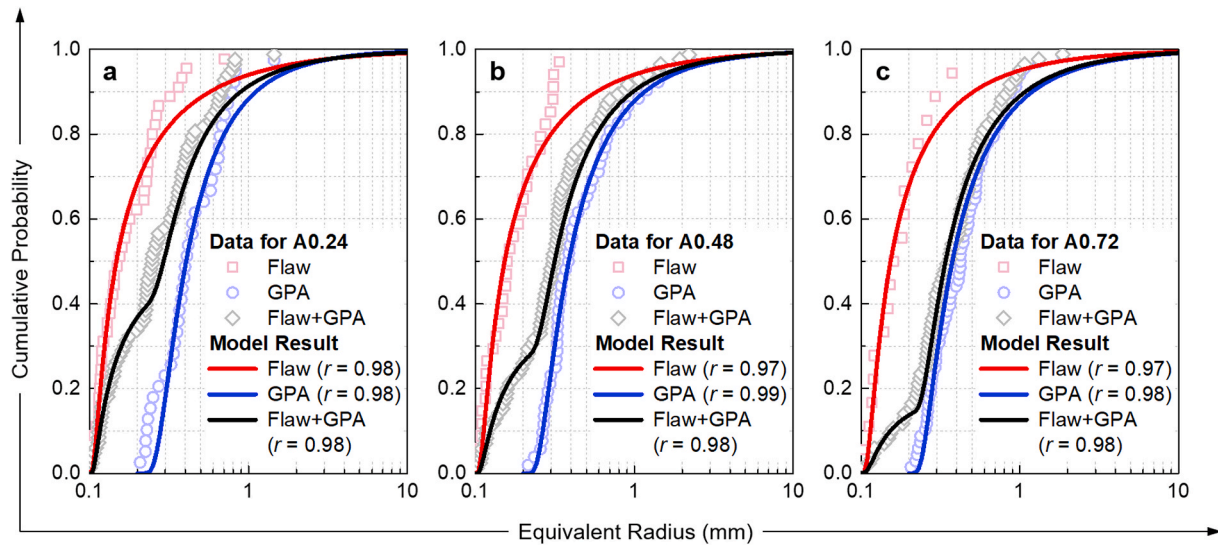 Cumulative Probability
1.0
0.8
0.6
0.4
0.2
0.0
a
Data for A0.24
Flaw
GPA
Flaw+GPA
Model Result
Flaw (r = 0.98)
GPA (r = 0.98)
Flaw+GPA
(r = 0.98)
0.1
1
10
1.0
0.8
0.6
0.4
0.2
0.0
b
Data for A0.48
Flaw
GPA
Flaw+GPA
Model Result
Flaw (r = 0.97)
GPA (r = 0.99)
Flaw+GPA
(r = 0.98)
0.1
1
10
1.0
0.8
0.6
0.4
0.2
0.0
c
Data for A0.72
Flaw
GPA
Flaw+GPA
Model Result
Flaw (r = 0.97)
GPA (r = 0.98)
Flaw+GPA
(r = 0.98)
0.1
1
10
Equivalent Radius (mm)